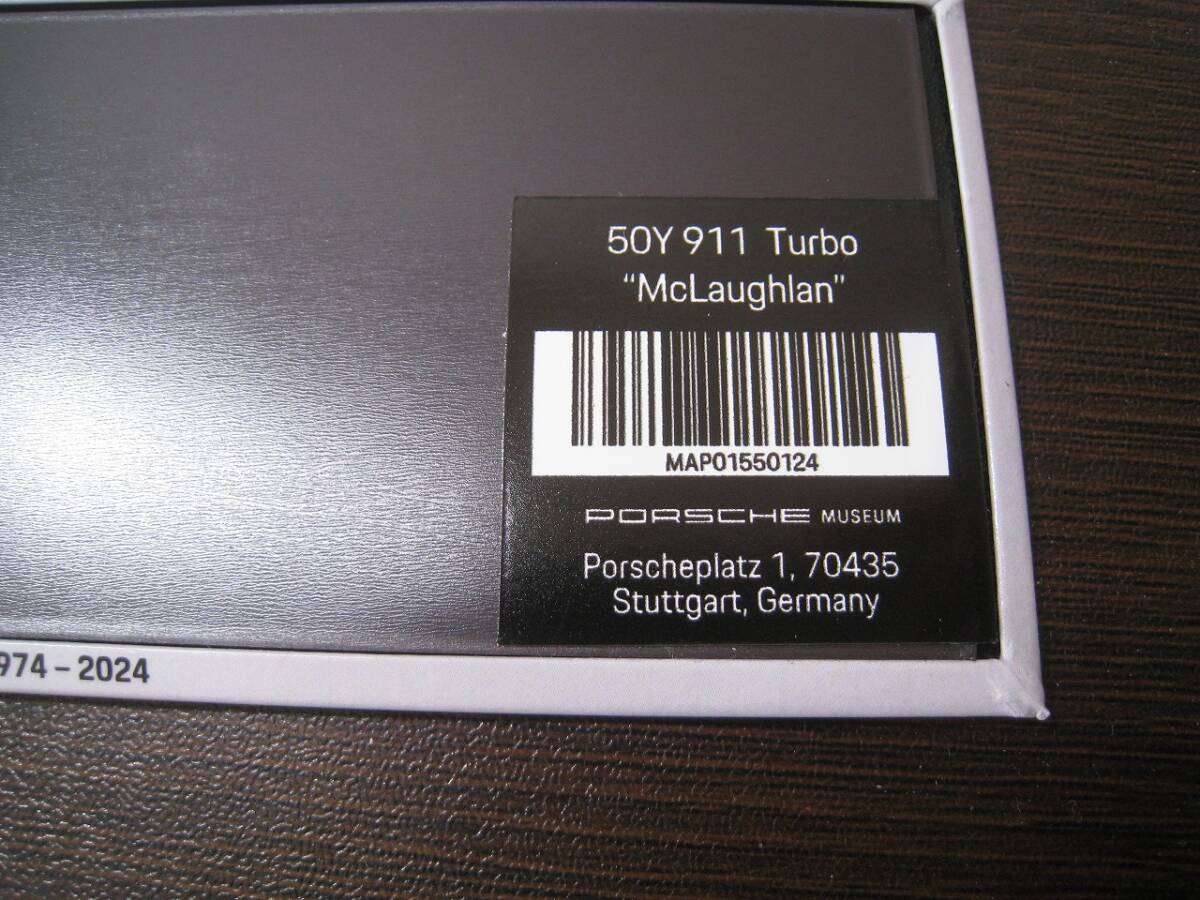 50Y 911 Turbo
“McLaughlan”
MAP01550124
PORSCHE MUSEUM
Porscheplatz 1, 70435
Stuttgart, Germany
974 – 2024